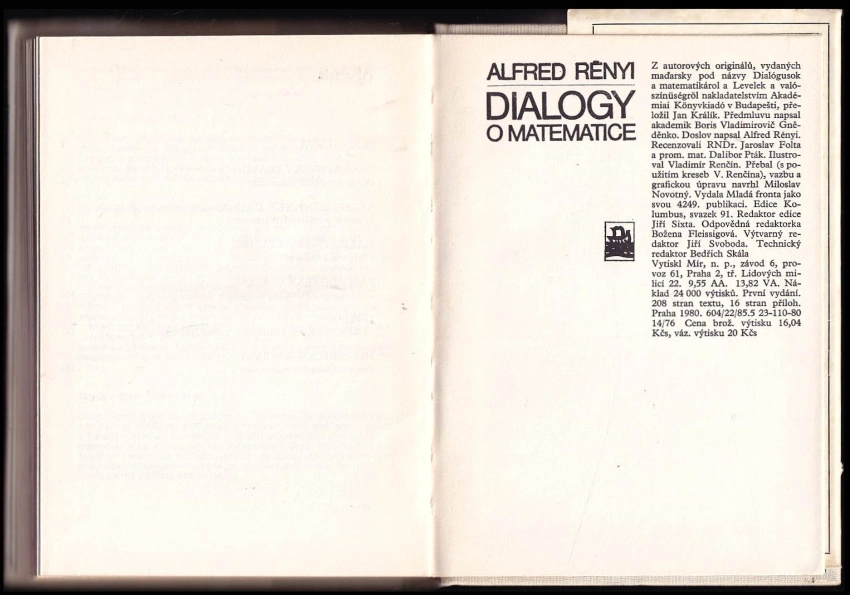 ALFRED RÉNYI
DIALOGY
O MATEMATICE
Z autorových originálů, vydaných
maďarsky pod názvy Dialógusok
a matematikáról a Levelek a való-
színüségröl nakladatelstvím Akadé-
miai Könyvkiadó v Budapešti, pře-
ložil Jan Králík. Předmluvu napsal
akademik Boris Vladimirovič Gně-
děnko. Doslov napsal Alfred Rényi.
Recenzovali RNDr. Jaroslav Folta
a prom. mat. Dalibor Pták. Ilustro-
val Vladimír Renčín. Přebal (s po-
užitím kreseb V. Renčína), vazbu a
grafickou úpravu navrhl Miloslav
Novotný. Vydala Mladá fronta jako
svou 4249. publikaci. Edice Ko-
lumbus, svazek 91. Redaktor edice
Jiří Sixta. Odpovědná redaktorka
Božena Fleissigová. Výtvarný re-
daktor Jiří Svoboda. Technický
redaktor Bedřich Skála
Vytiskl Mír, n. p., závod 6, pro-
voz 61, Praha 2, tř. Lidových mi-
licí 22. 9,55 AA. 13,82 VA. Ná-
klad 24 000 výtisků. První vydání.
208 stran textu, 16 stran příloh.
Praha 1980. 604/22/85.5 23-110-80
14/76 Cena brož. výtisku 16,04
Kčs, váz. výtisku 20 Kčs